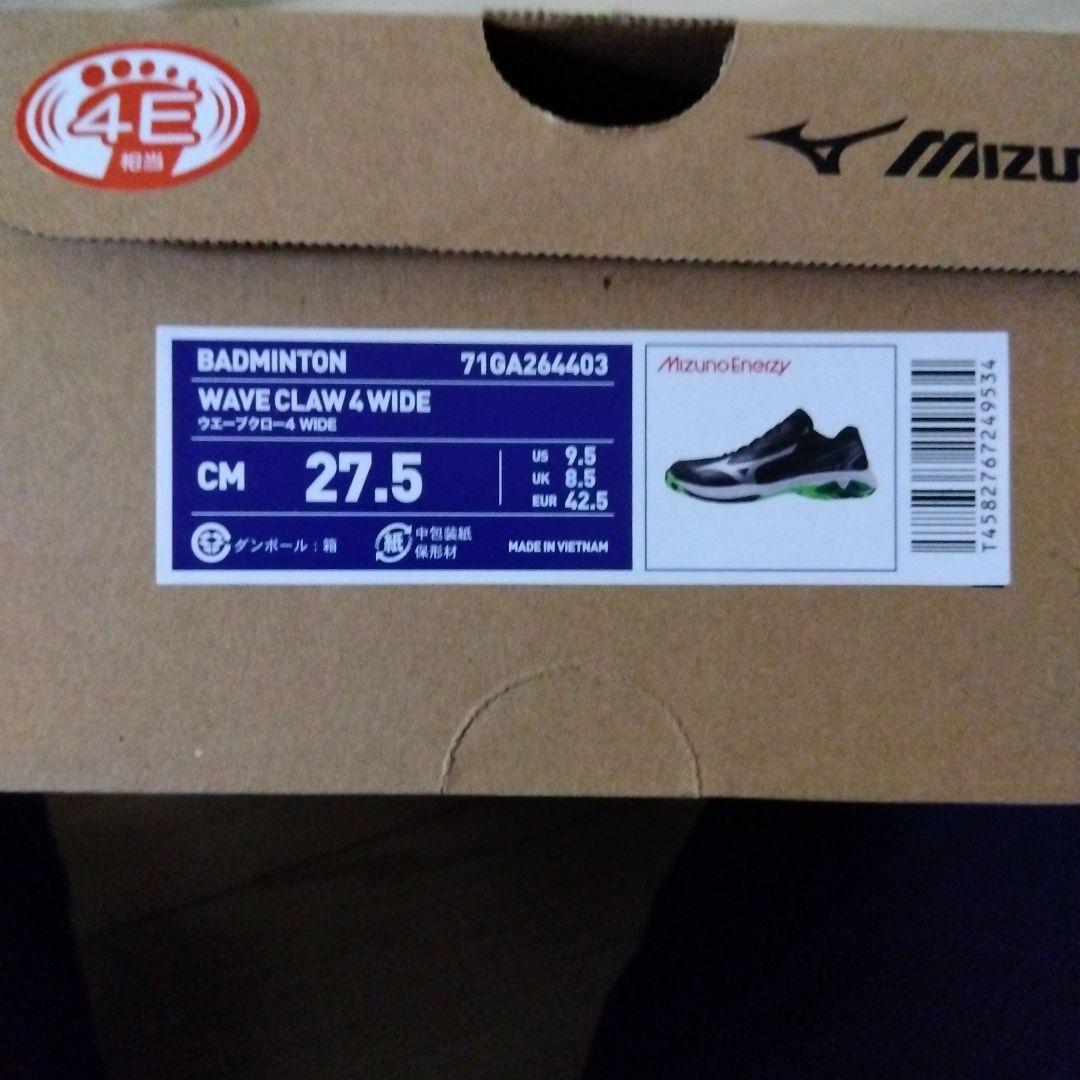 4E
相当
MIZU
BADMINTON 71GA264403
WAVE CLAW 4 WIDE
ウエーブクロー4 WIDE
CM 27.5
US 9.5
UK 8.5
EUR 42.5
ダンボール：箱
紙
中包装紙
保形材
MADE IN VIETNAM
MizunoEnerzy
T4582767249534